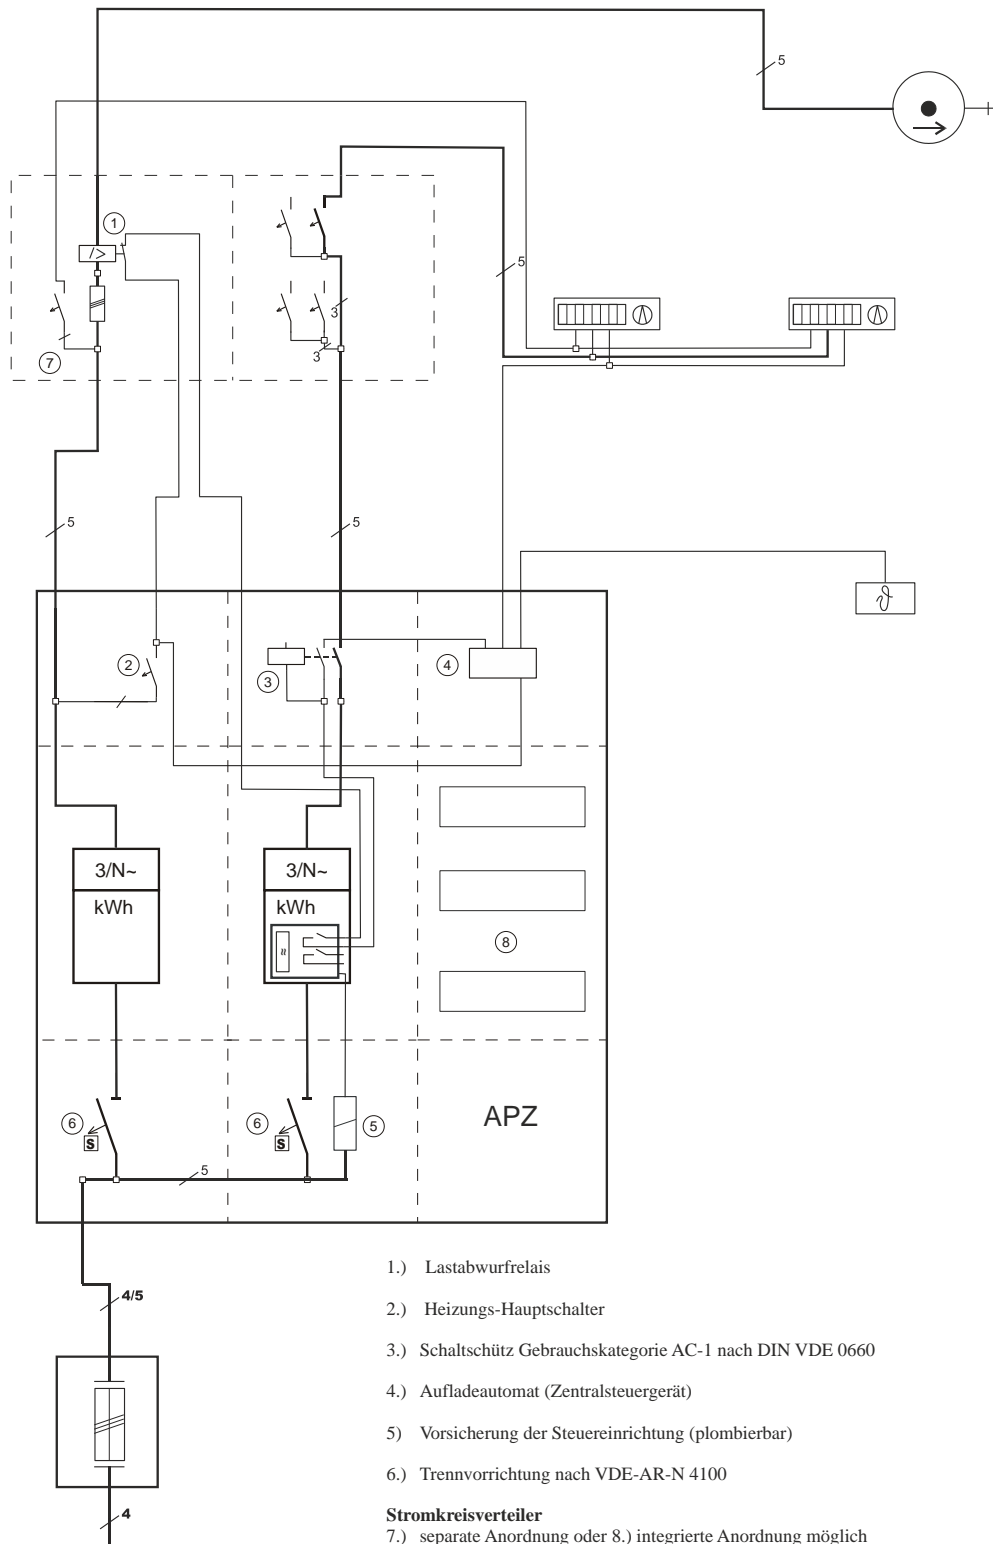 5
1
/>
5
3
3
7
5
5
2
3
4
3/N~
3/N~
kWh
kWh
≈
8
APZ
6
S
6
S
5
5
4/5
4
1.) Lastabwurfrelais
2.) Heizungs-Hauptschalter
3.) Schaltschütz Gebrauchskategorie AC-1 nach DIN VDE 0660
4.) Aufladeautomat (Zentralsteuergerät)
5) Vorsicherung der Steuereinrichtung (plombierbar)
6.) Trennvorrichtung nach VDE-AR-N 4100
Stromkreisverteiler
7.) separate Anordnung oder 8.) integrierte Anordnung möglich